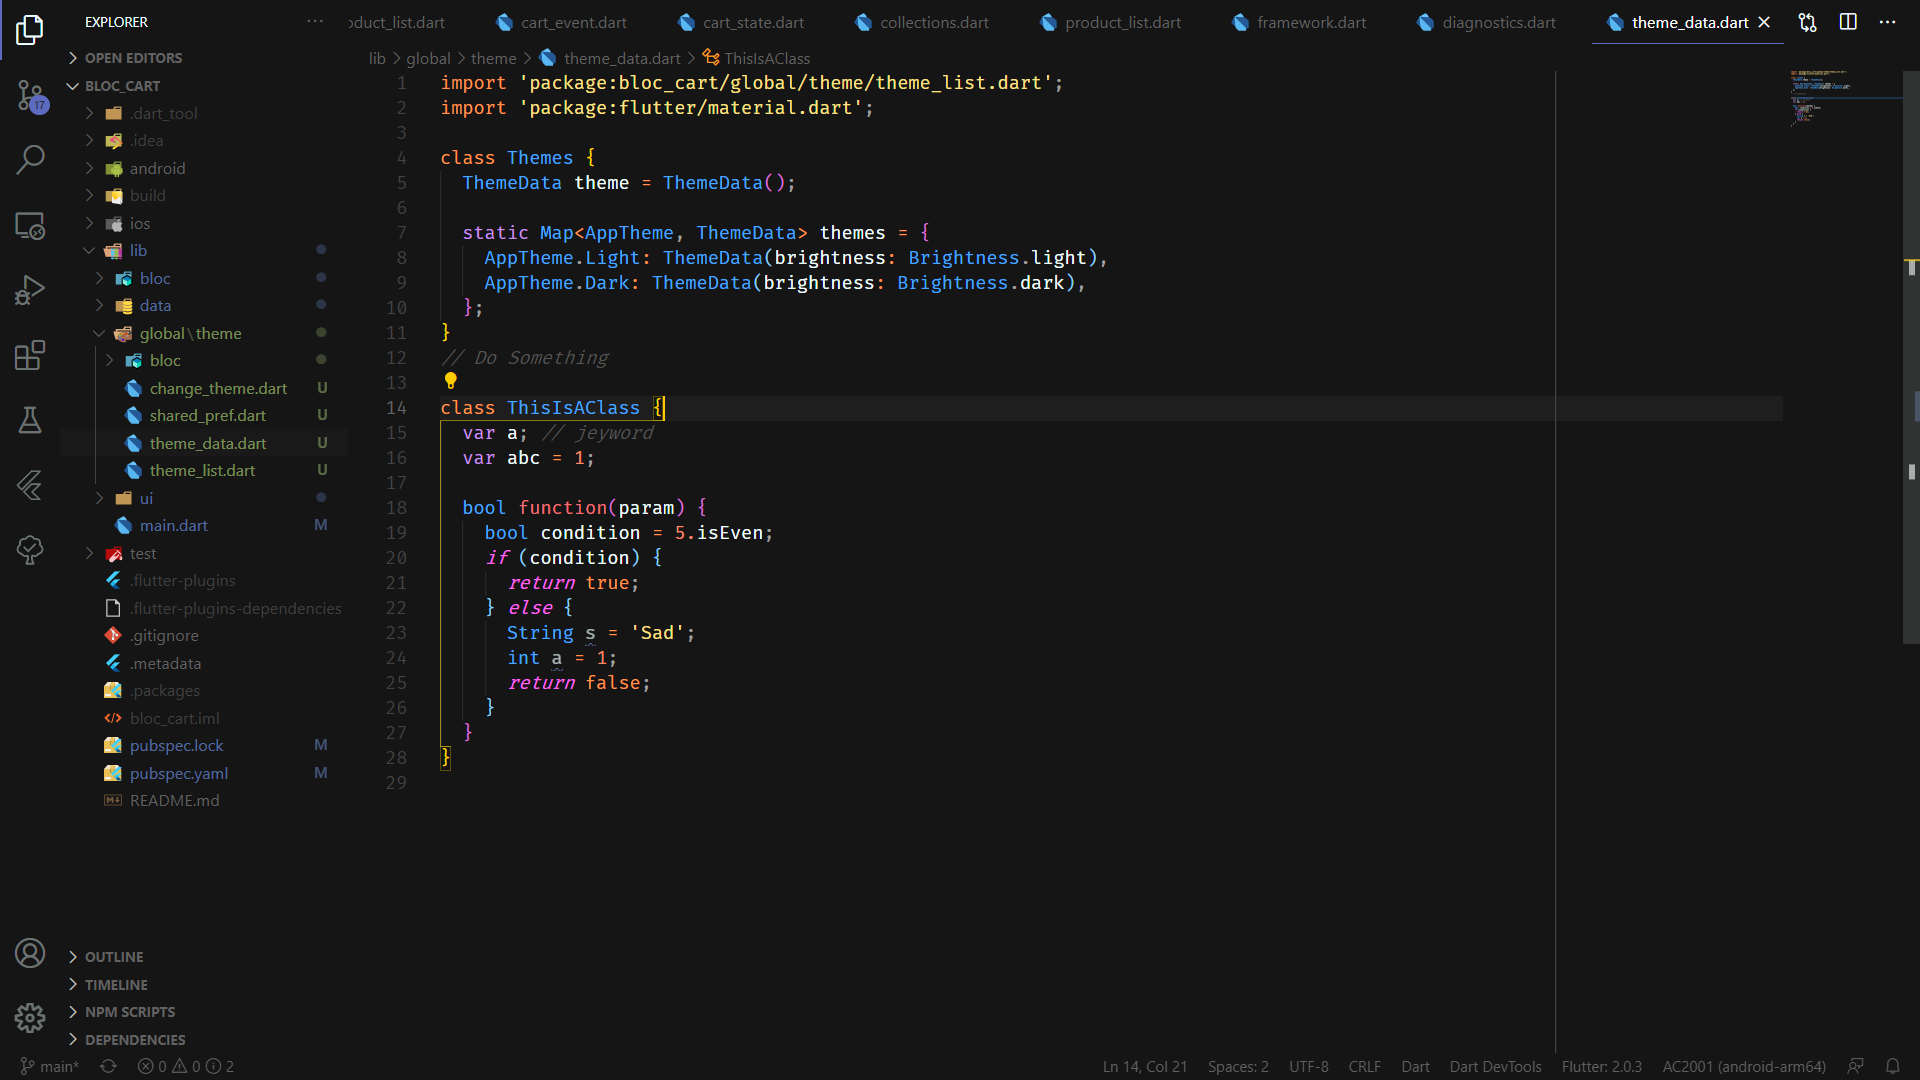 EXPLORER
OPEN EDITORS
BLOC_CART
.dart_tool
.idea
android
build
ios
lib
bloc
data
global\theme
bloc
change_theme.dart U
shared_pref.dart U
theme_data.dart U
theme_list.dart U
ui
main.dart M
test
.flutter-plugins
.flutter-plugins-dependencies
.gitignore
.metadata
.packages
bloc_cart.iml
pubspec.lock M
pubspec.yaml M
README.md
OUTLINE
TIMELINE
NPM SCRIPTS
DEPENDENCIES
17
oduct_list.dart cart_event.dart cart_state.dart collections.dart product_list.dart framework.dart diagnostics.dart theme_data.dart
lib > global > theme > theme_data.dart > ThisIsAClass
1 import 'package:bloc_cart/global/theme/theme_list.dart';
2 import 'package:flutter/material.dart';
3
4 class Themes {
5 ThemeData theme = ThemeData();
6
7 static Map<AppTheme, ThemeData> themes = {
8 AppTheme.Light: ThemeData(brightness: Brightness.light),
9 AppTheme.Dark: ThemeData(brightness: Brightness.dark),
10 };
11 }
12 // Do Something
13
14 class ThisIsAClass {
15 var a; // jeyword
16 var abc = 1;
17
18 bool function(param) {
19 bool condition = 5.isEven;
20 if (condition) {
21 return true;
22 } else {
23 String s = 'Sad';
24 int a = 1;
25 return false;
26 }
27 }
28 }
29
main* 0 0 2 Ln 14, Col 21 Spaces: 2 UTF-8 CRLF Dart Dart DevTools Flutter: 2.0.3 AC2001 (android-arm64)